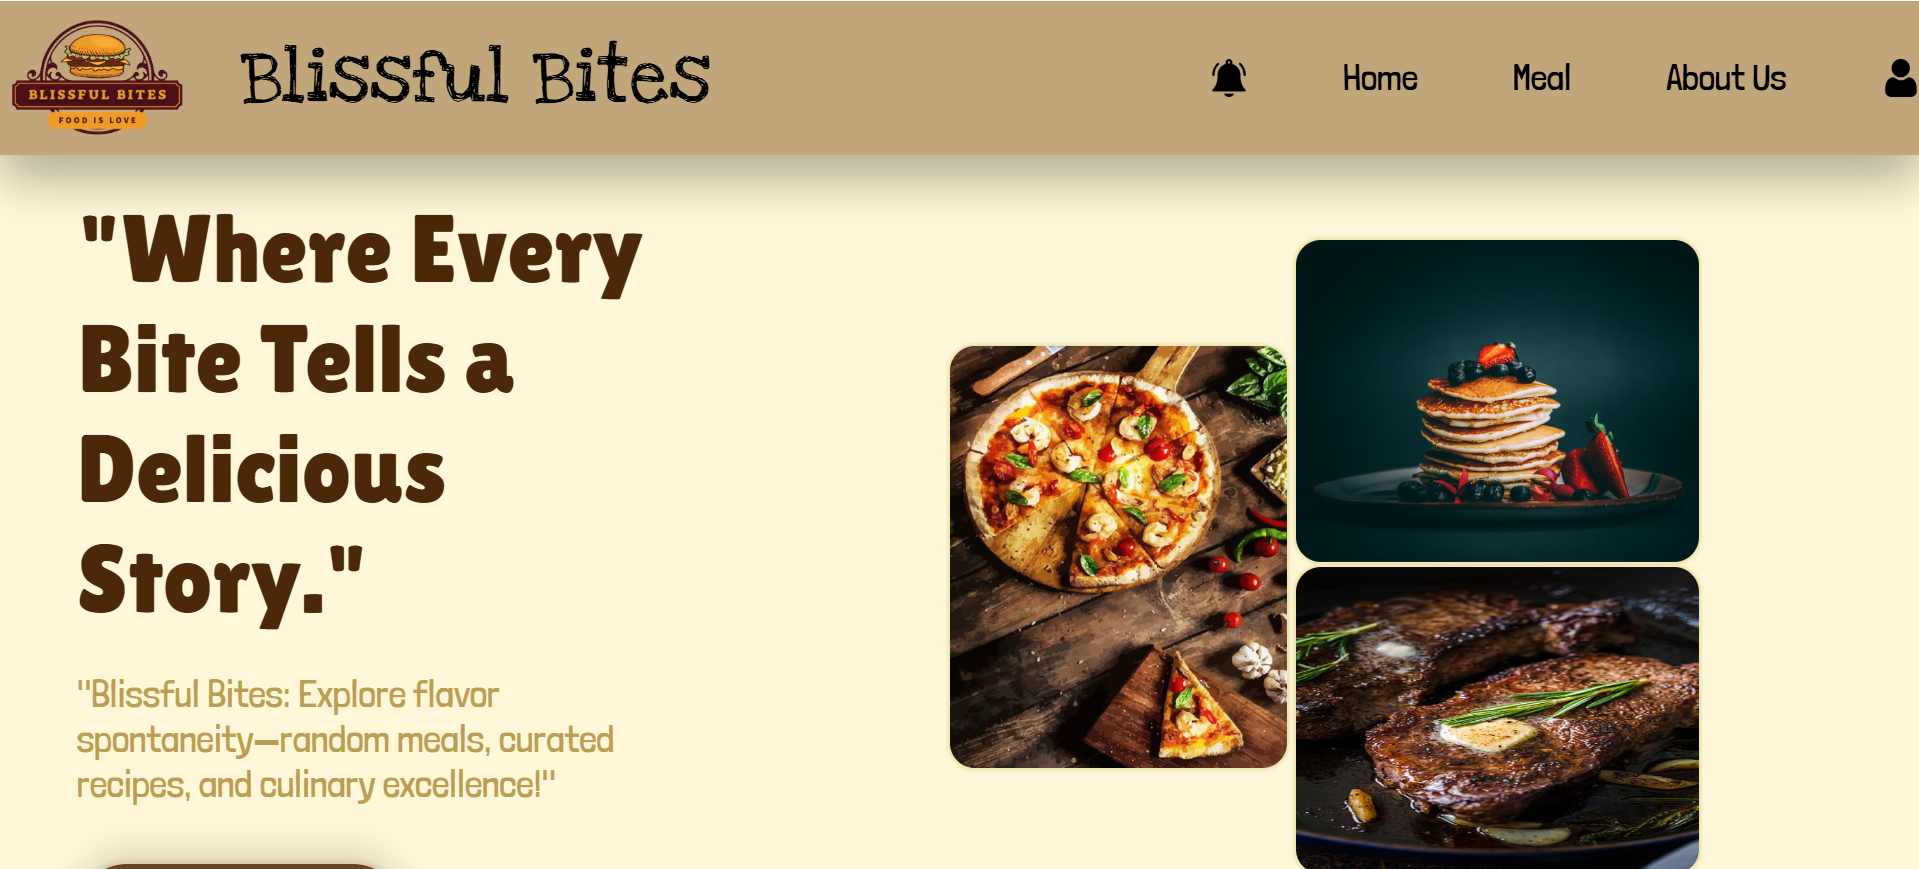 BLISSFUL BITES
FOOD IS LOVE
Blissful Bites
Home
Meal
About Us
"Where Every
Bite Tells a
Delicious
Story."
"Blissful Bites: Explore flavor
spontaneity—random meals, curated
recipes, and culinary excellence!"